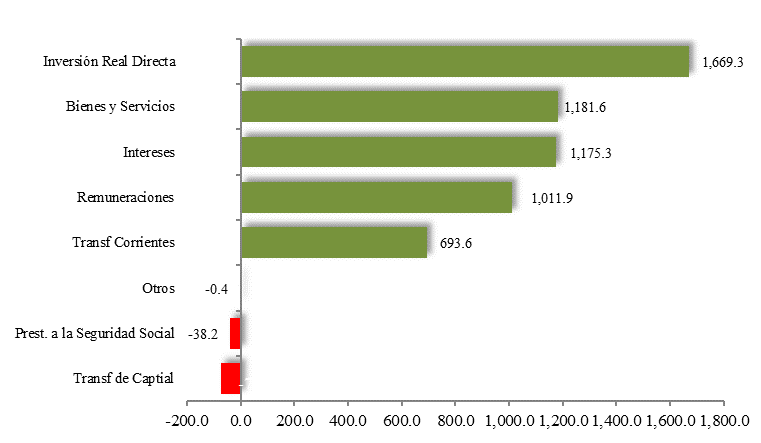 Inversión Real Directa
1,669.3
Bienes y Servicios
1,181.6
Intereses
1,175.3
Remuneraciones
1,011.9
Transf Corrientes
693.6
Otros
-0.4
Prest. a la Seguridad Social
-38.2
Transf de Captial
-200.0 0.0 200.0 400.0 600.0 800.0 1,000.0 1,200.0 1,400.0 1,600.0 1,800.0